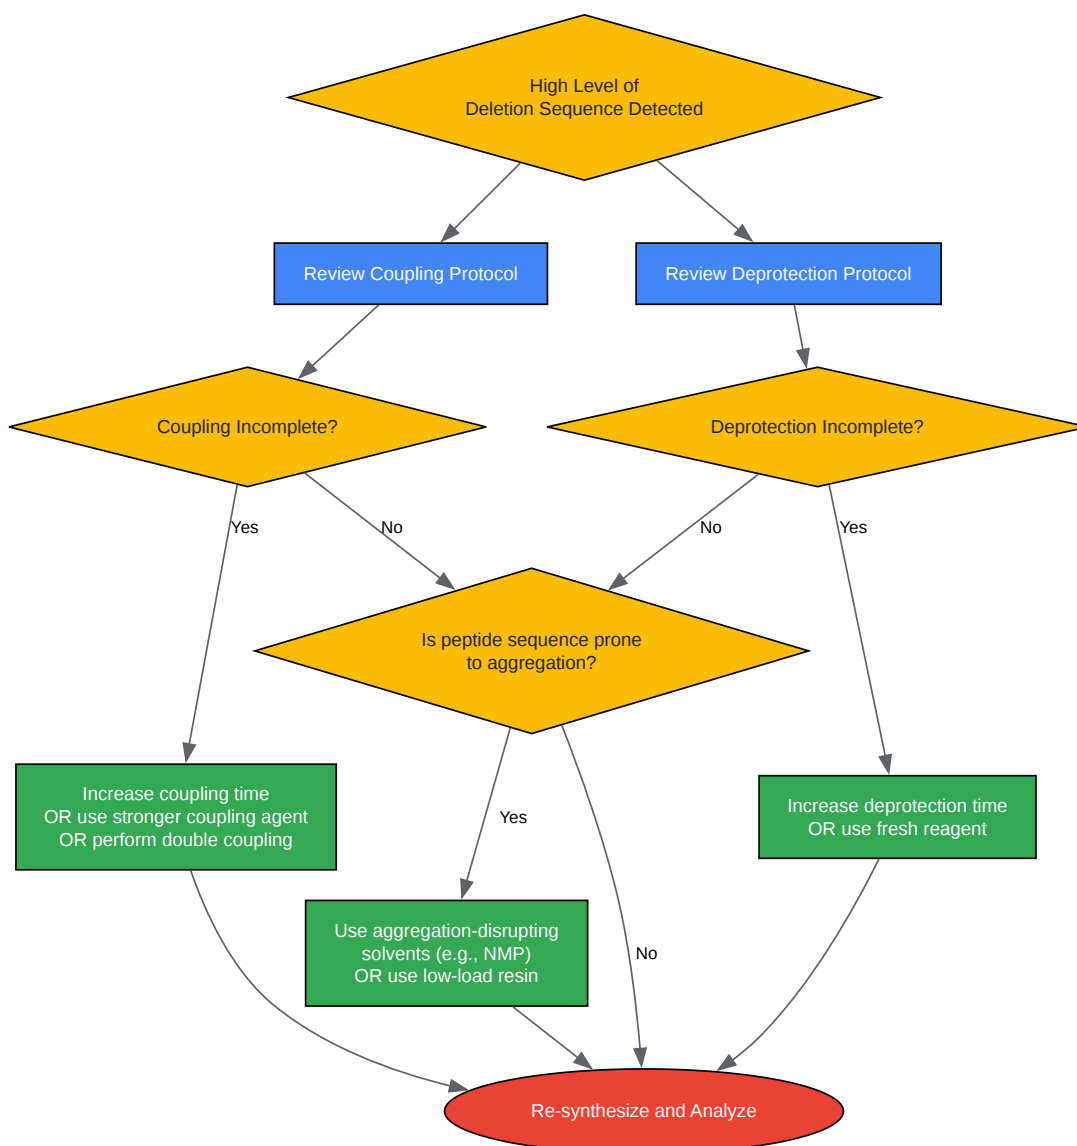 High Level of
Deletion Sequence Detected
Review Coupling Protocol
Review Deprotection Protocol
Coupling Incomplete?
Deprotection Incomplete?
Yes
No
No
Yes
Is peptide sequence prone
to aggregation?
Increase coupling time
OR use stronger coupling agent
OR perform double coupling
Yes
Increase deprotection time
OR use fresh reagent
Use aggregation-disrupting
solvents (e.g., NMP)
OR use low-load resin
No
Re-synthesize and Analyze